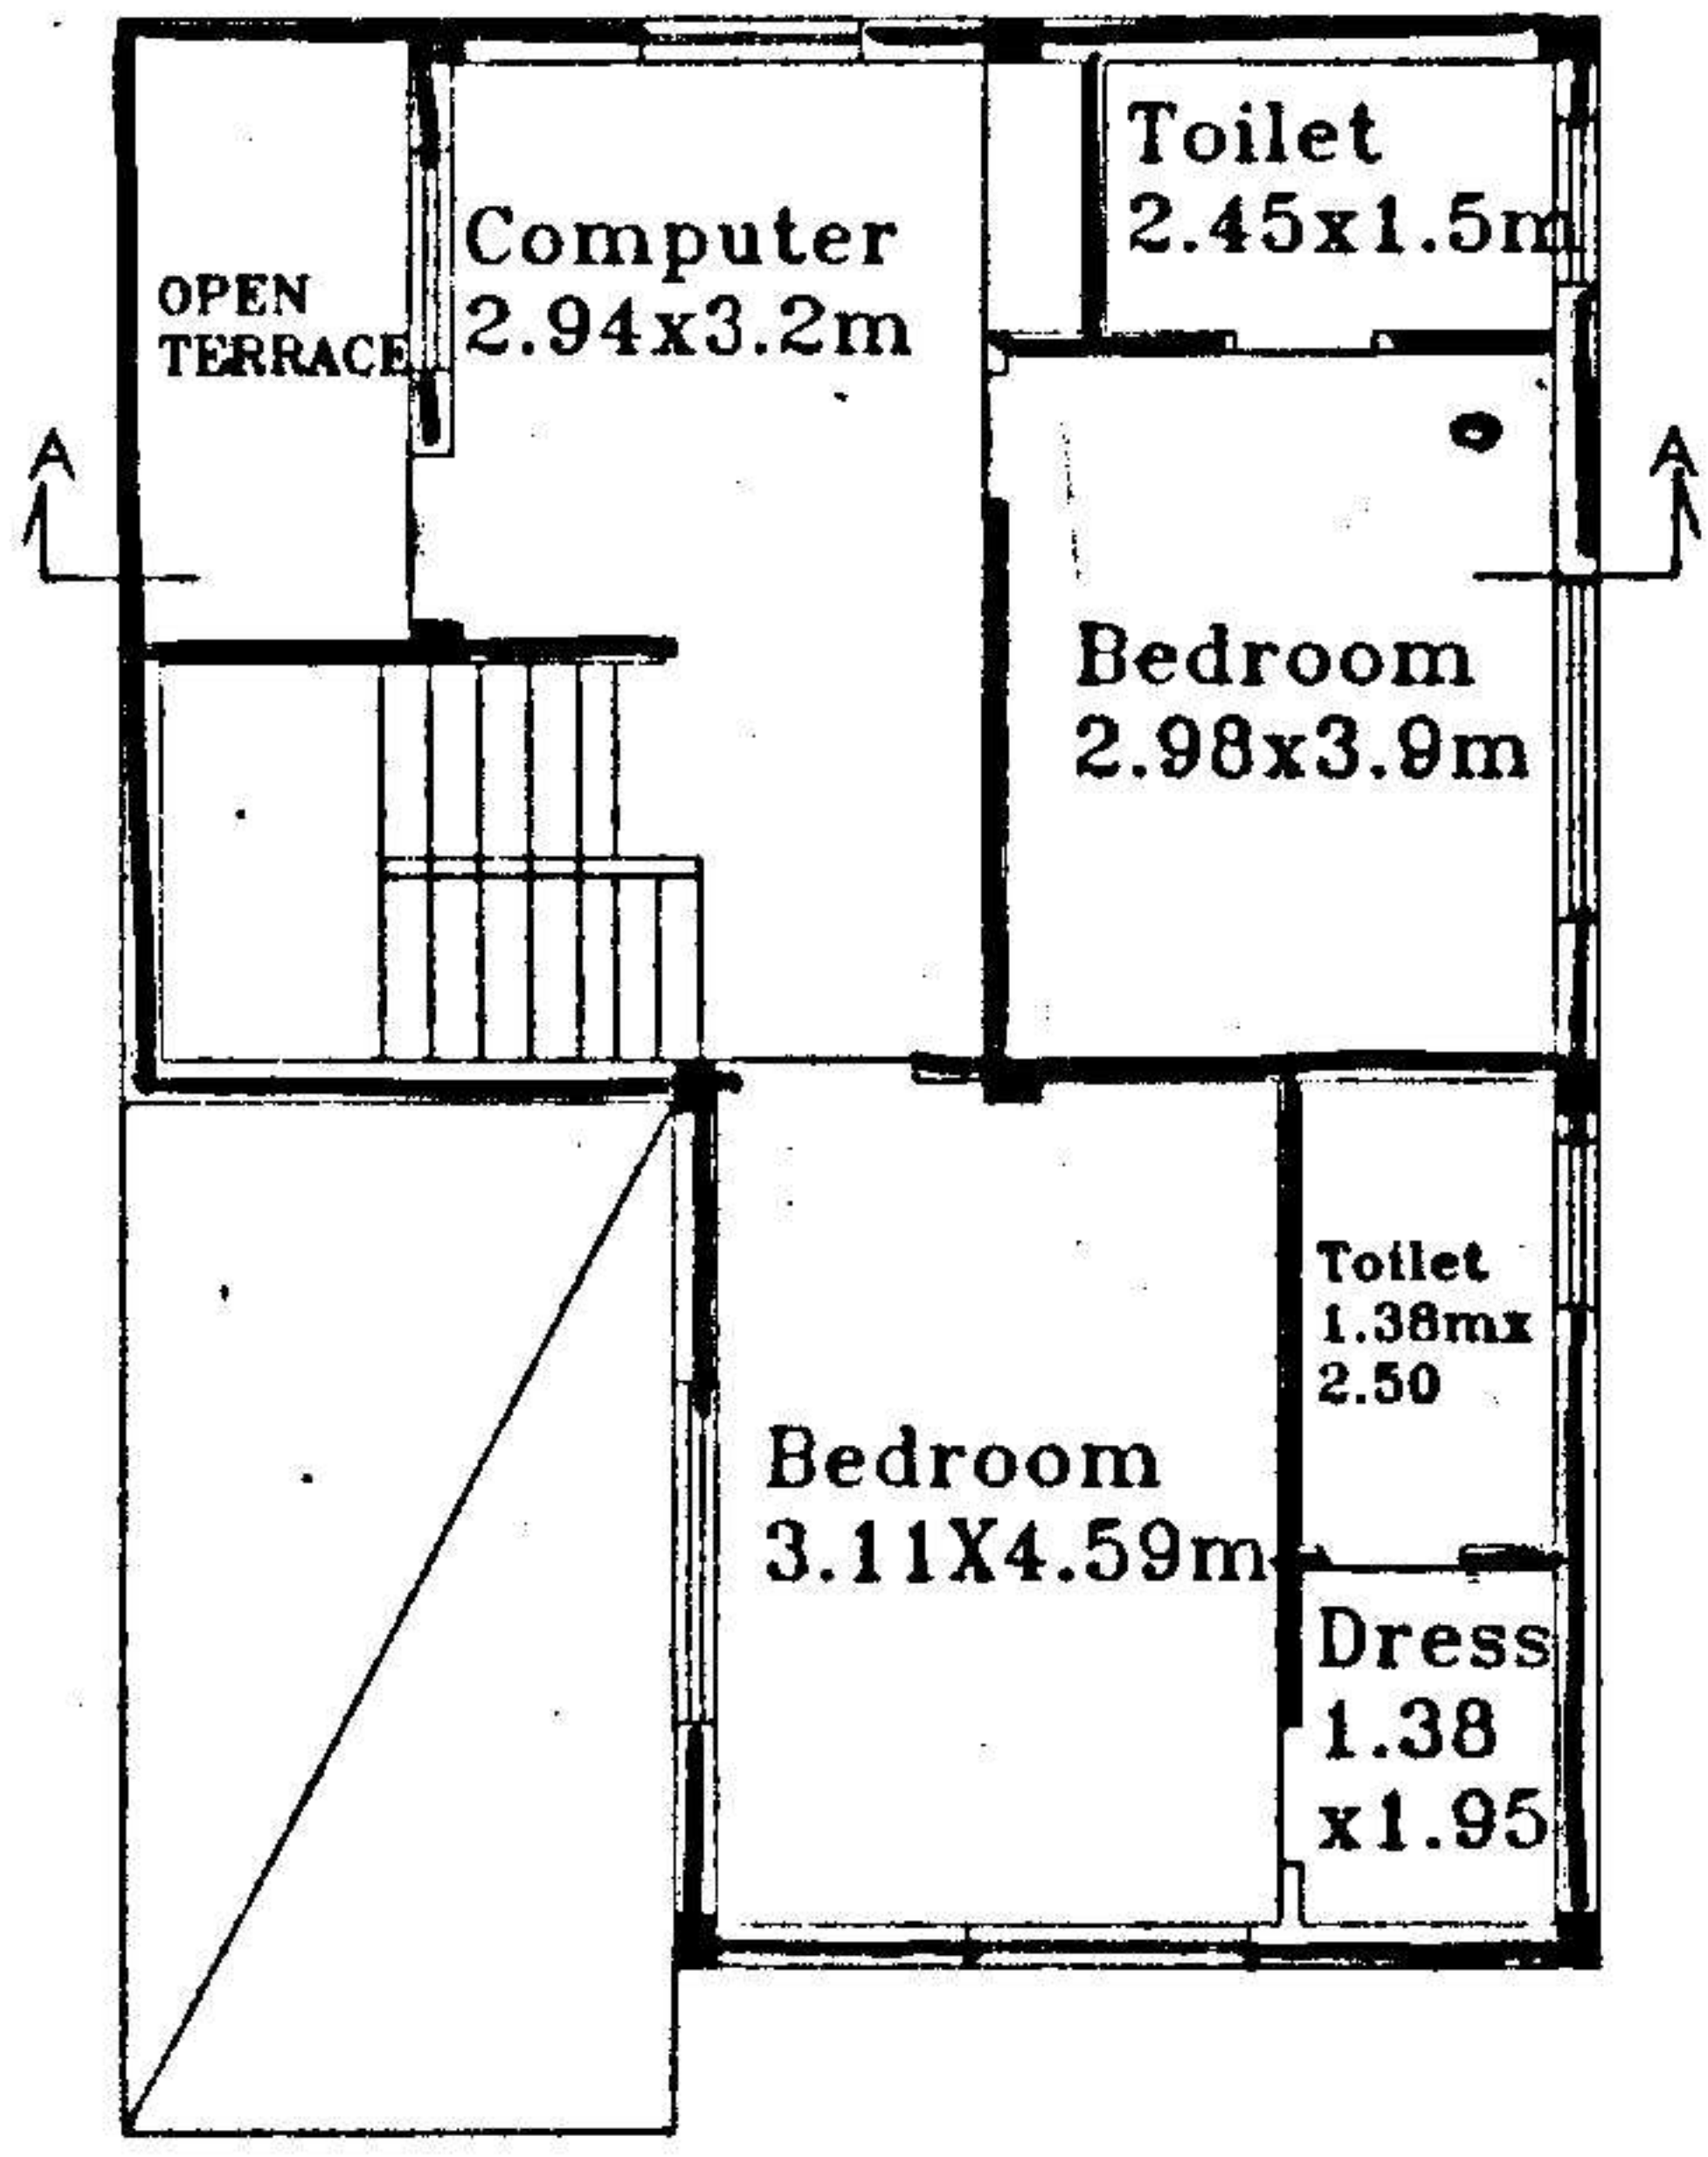 Toilet
2.45x1.5m
Computer
2.94x3.2m
OPEN
TERRACE
A
A
Bedroom
2.98x3.9m
Toilet
1.38mx
2.50
Bedroom
3.11X4.59m
Dress
1.38
x1.95